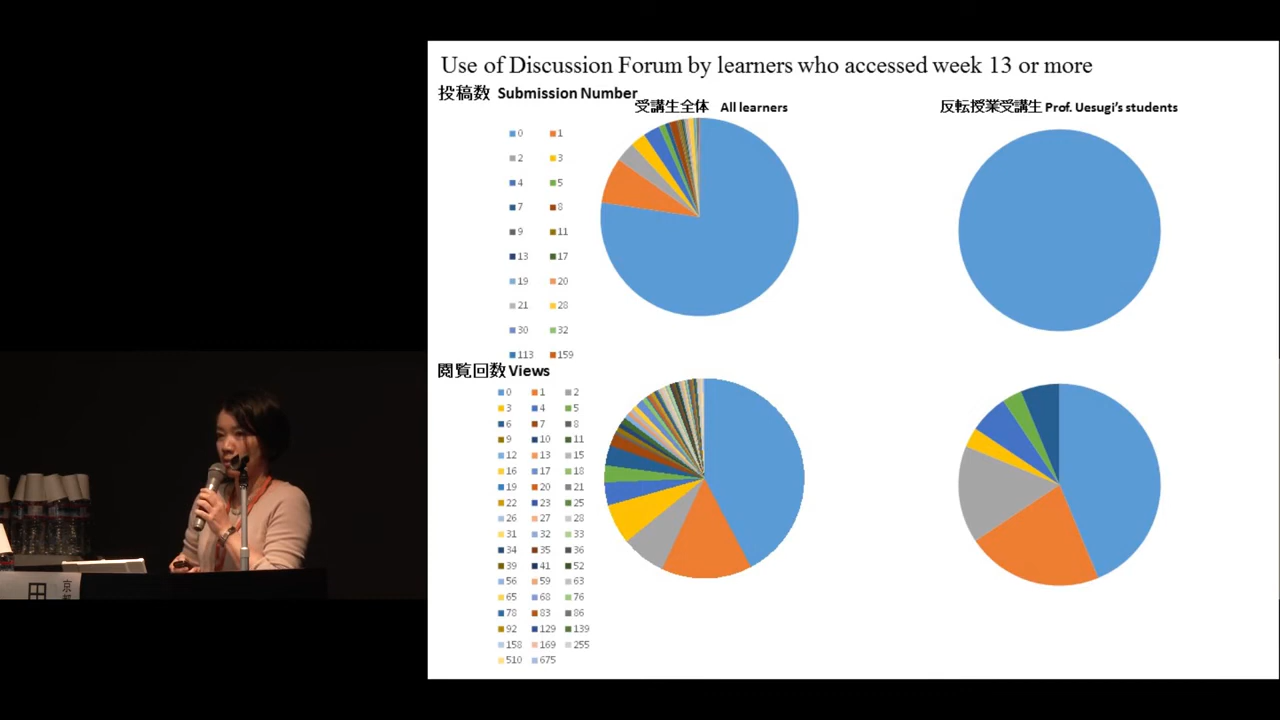 Use of Discussion Forum by learners who accessed week 13 or more
投稿数 Submission Number
受講生全体 All learners
反転授業受講生 Prof. Uesugi's students
0 1
2 3
4 5
7 8
9 11
13 17
19 20
21 28
30 32
113 159
閲覧回数 Views
0 1 2
3 4 5
6 7 8
9 10 11
12 13 15
16 17 18
19 20 21
22 23 25
26 27 28
31 32 33
34 35 36
39 41 52
56 59 63
65 68 76
78 83 86
92 129 139
158 169 255
510 675
田
京都